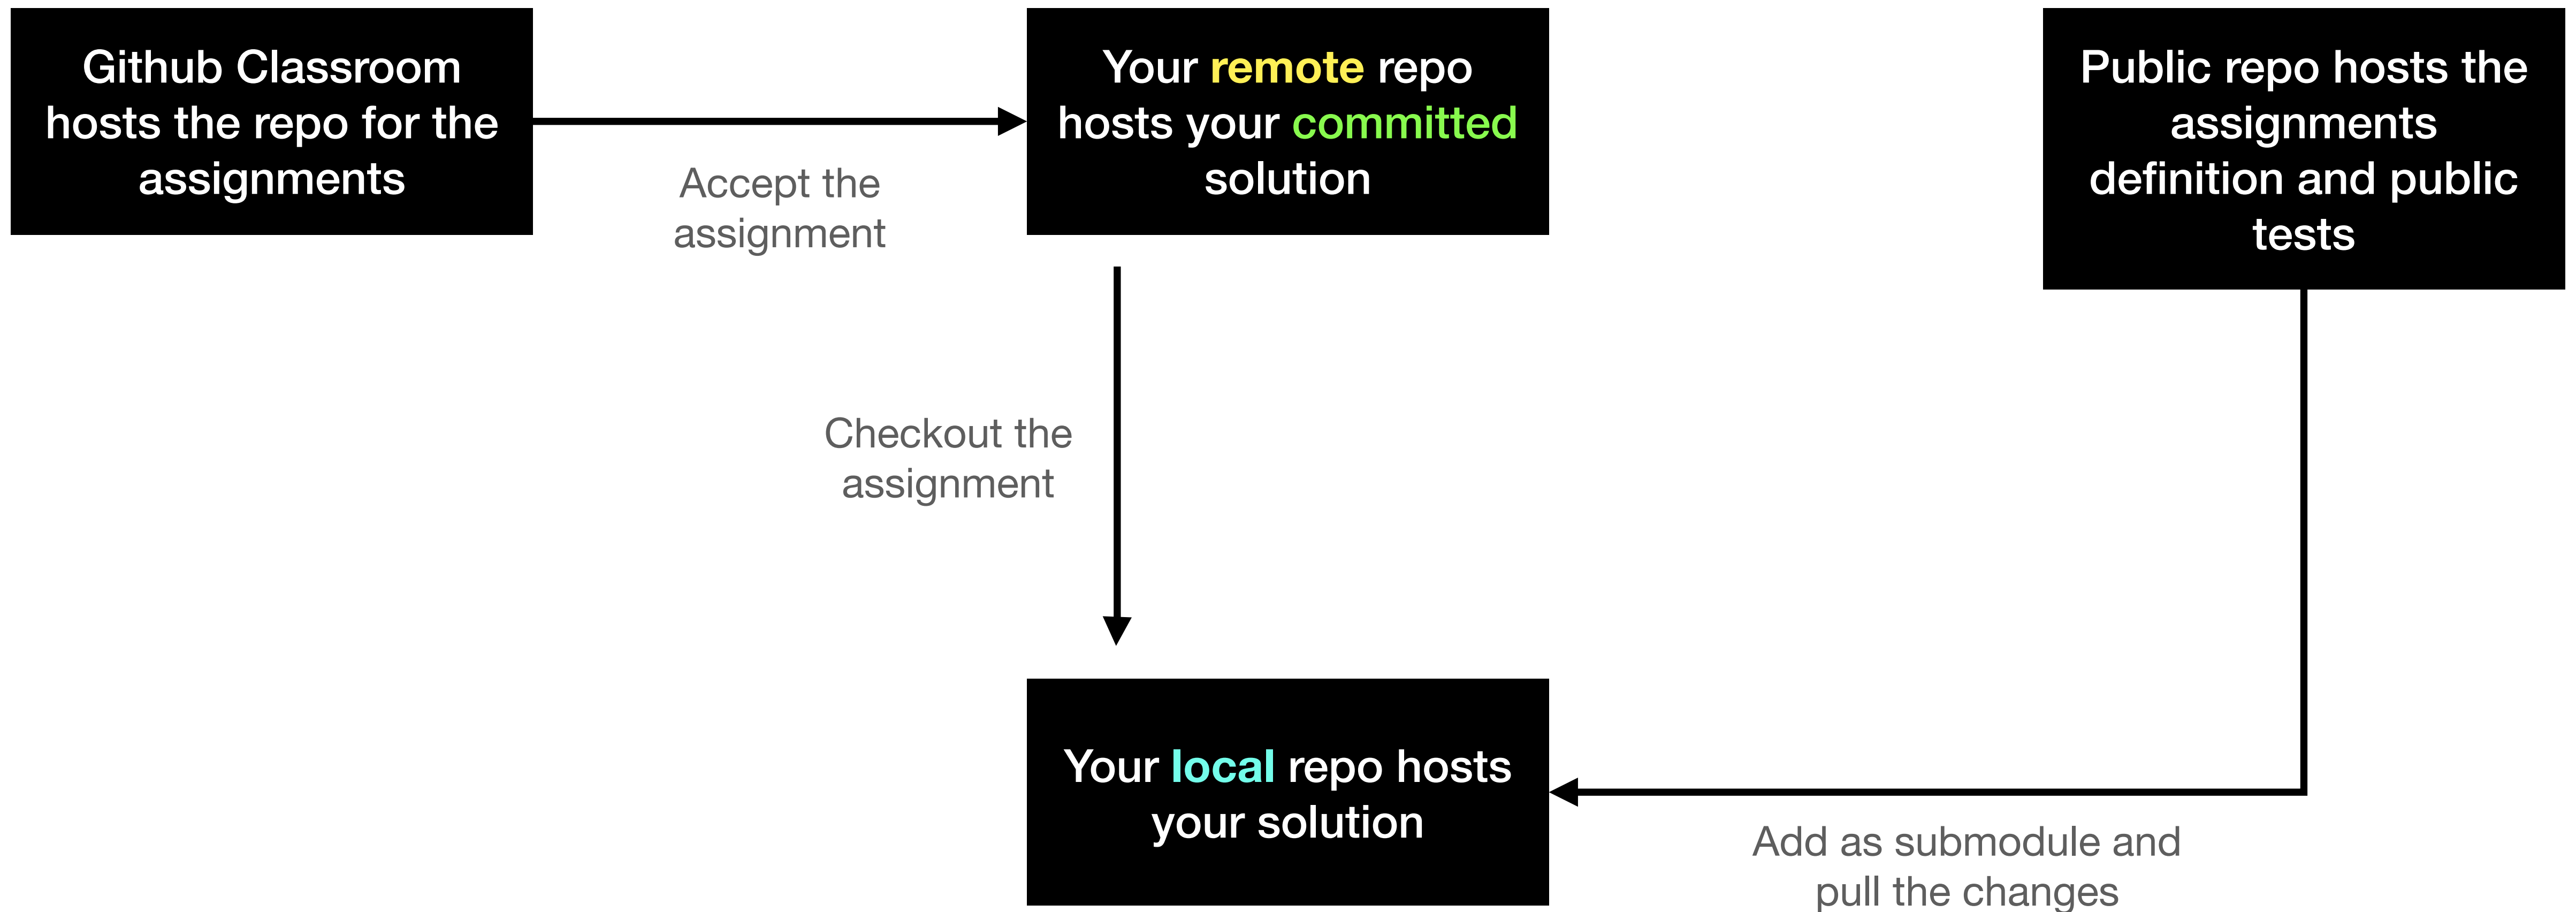 Github Classroom
hosts the repo for the
assignments
Accept the
assignment
Your remote repo
hosts your committed
solution
Public repo hosts the
assignments
definition and public
tests
Checkout the
assignment
Your local repo hosts
your solution
Add as submodule and
pull the changes